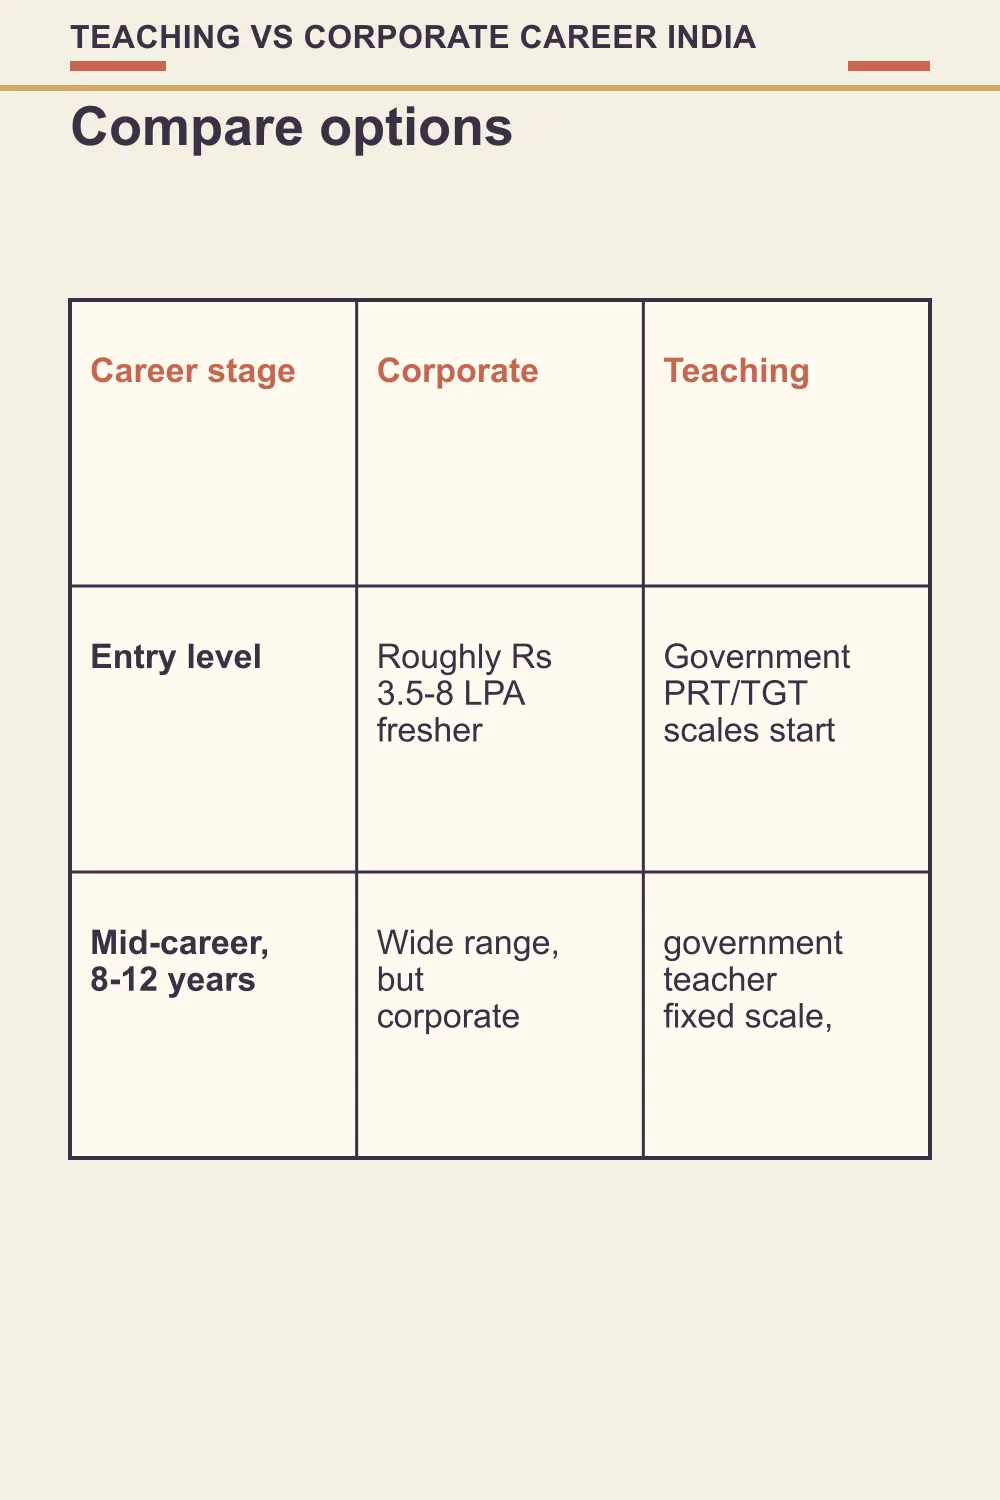 TEACHING VS CORPORATE CAREER INDIA
Compare options
Career stage
Corporate
Teaching
Entry level
Roughly Rs
3.5-8 LPA
fresher
Government
PRT/TGT
scales start
Mid-career,
8-12 years
Wide range,
but
corporate
government
teacher
fixed scale,